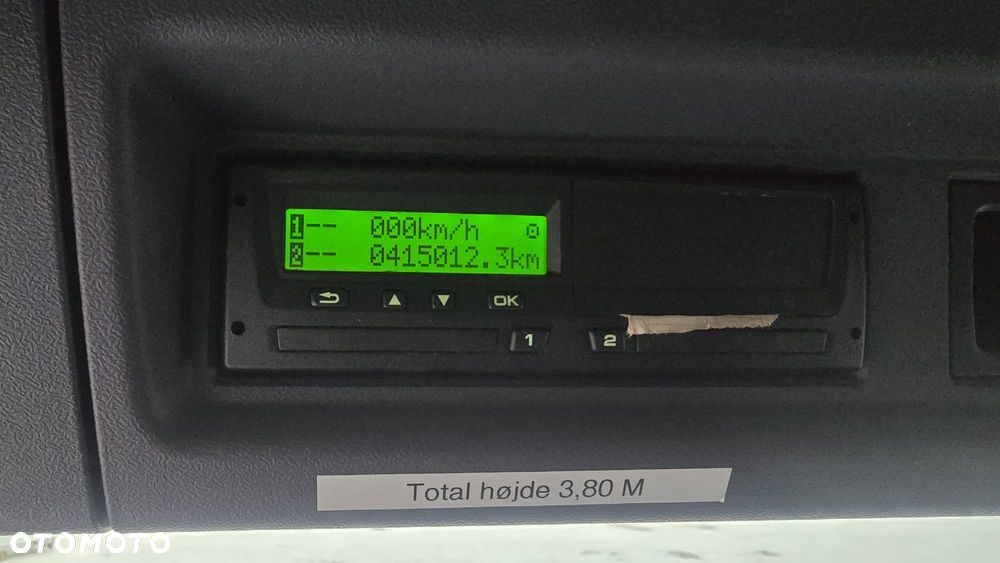 1-- 000km/h
2-- 0415012.3km
OK
1 2
Total højde 3,80 M
OTOMOTO